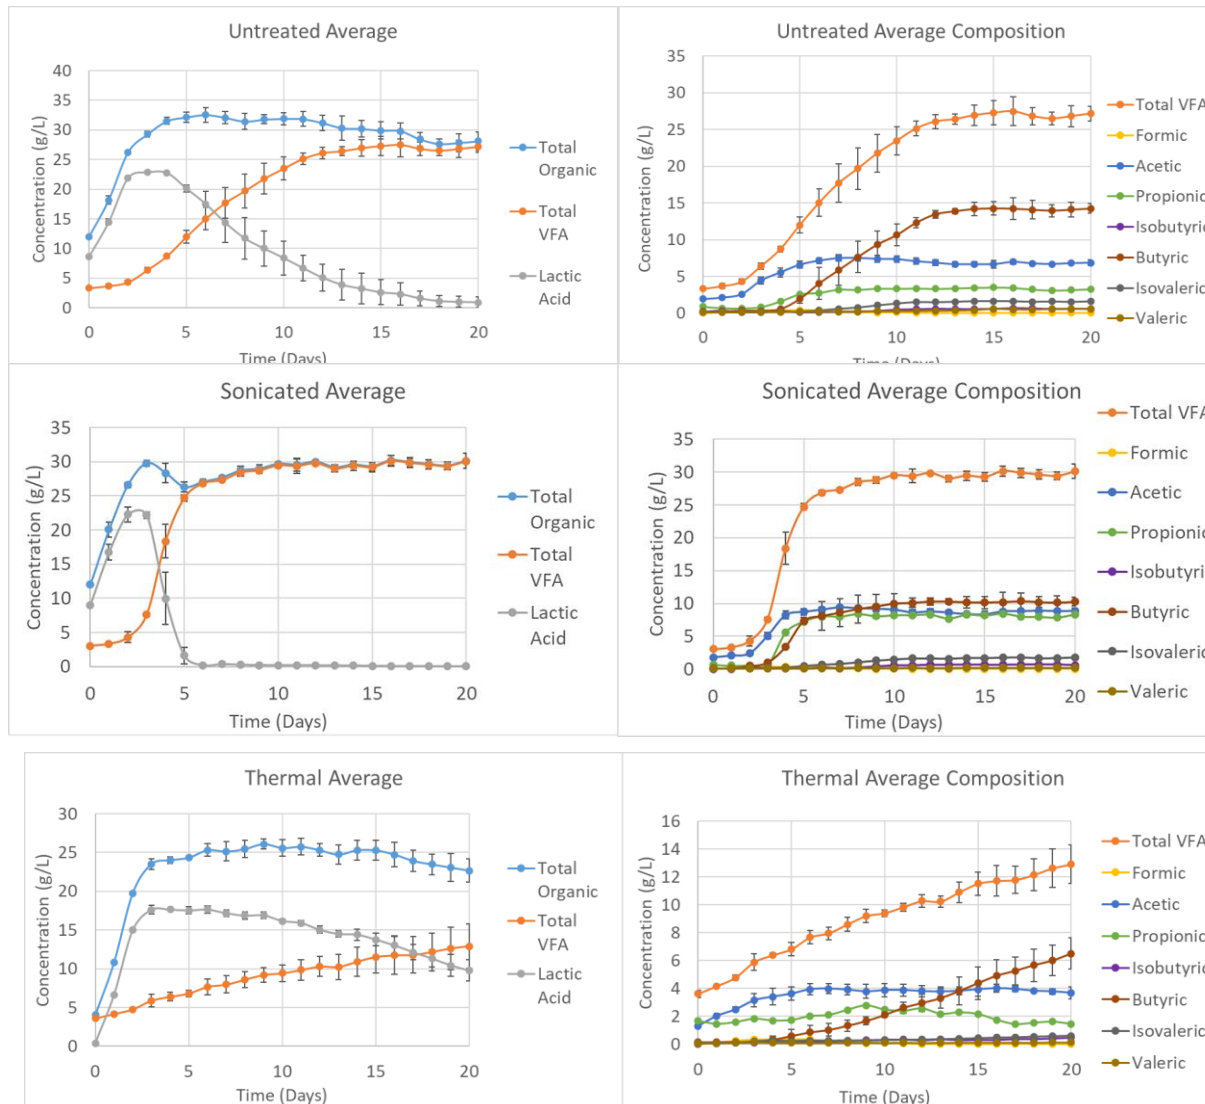 Untreated Average
40
35
30
25
20
15
10
5
0
Concentration (g/L)
0 5 10 15 20
Time (Days)
Total
Organic
Total
VFA
Lactic
Acid
Untreated Average Composition
35
30
25
20
15
10
5
0
Concentration (g/L)
0 5 10 15 20
Time (Days)
Total VFA
Formic
Acetic
Propionic
Isobutyric
Butyric
Isovaleric
Valeric
Sonicated Average
35
30
25
20
15
10
5
0
Concentration (g/L)
0 5 10 15 20
Time (Days)
Total
Organic
Total
VFA
Lactic
Acid
Sonicated Average Composition
35
30
25
20
15
10
5
0
Concentration (g/L)
0 5 10 15 20
Time (Days)
Total VFA
Formic
Acetic
Propionic
Isobutyric
Butyric
Isovaleric
Valeric
Thermal Average
30
25
20
15
10
5
0
Concentration (g/L)
0 5 10 15 20
Time (Days)
Total
Organic
Total
VFA
Lactic
Acid
Thermal Average Composition
16
14
12
10
8
6
4
2
0
Concentration (g/L)
0 5 10 15 20
Time (Days)
Total VFA
Formic
Acetic
Propionic
Isobutyric
Butyric
Isovaleric
Valeric